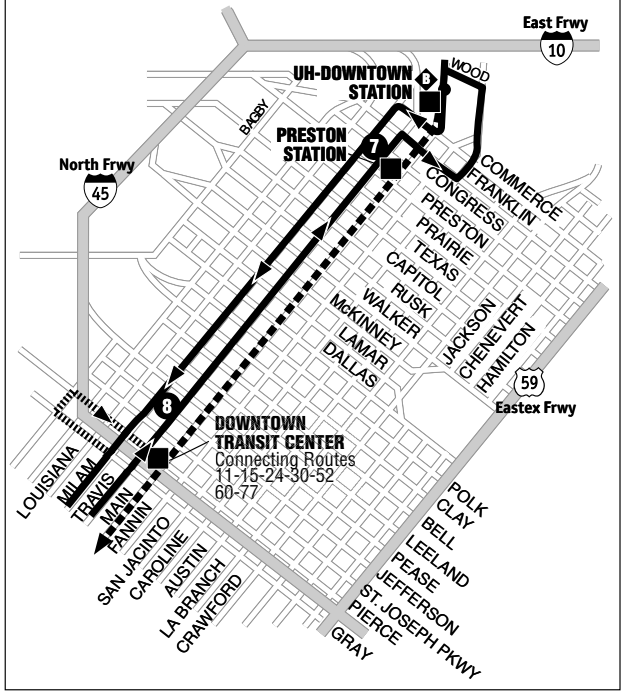 East Frwy
10
WOOD
UH-DOWNTOWN
STATION
B
BAGBY
PRESTON
STATION
7
North Frwy
45
COMMERCE
FRANKLIN
CONGRESS
PRESTON
PRAIRIE
TEXAS
CAPITOL
RUSK
WALKER
McKINNEY
LAMAR
DALLAS
JACKSON
CHENEVERT
HAMILTON
59
Eastex Frwy
8
DOWNTOWN
TRANSIT CENTER
Connecting Routes
11-15-24-30-52
60-77
LOUISIANA
MILAM
TRAVIS
MAIN
FANNIN
SAN JACINTO
CAROLINE
AUSTIN
LA BRANCH
CRAWFORD
POLK
CLAY
BELL
LEELAND
PEASE
JEFFERSON
ST. JOSEPH PKWY
PIERCE
GRAY